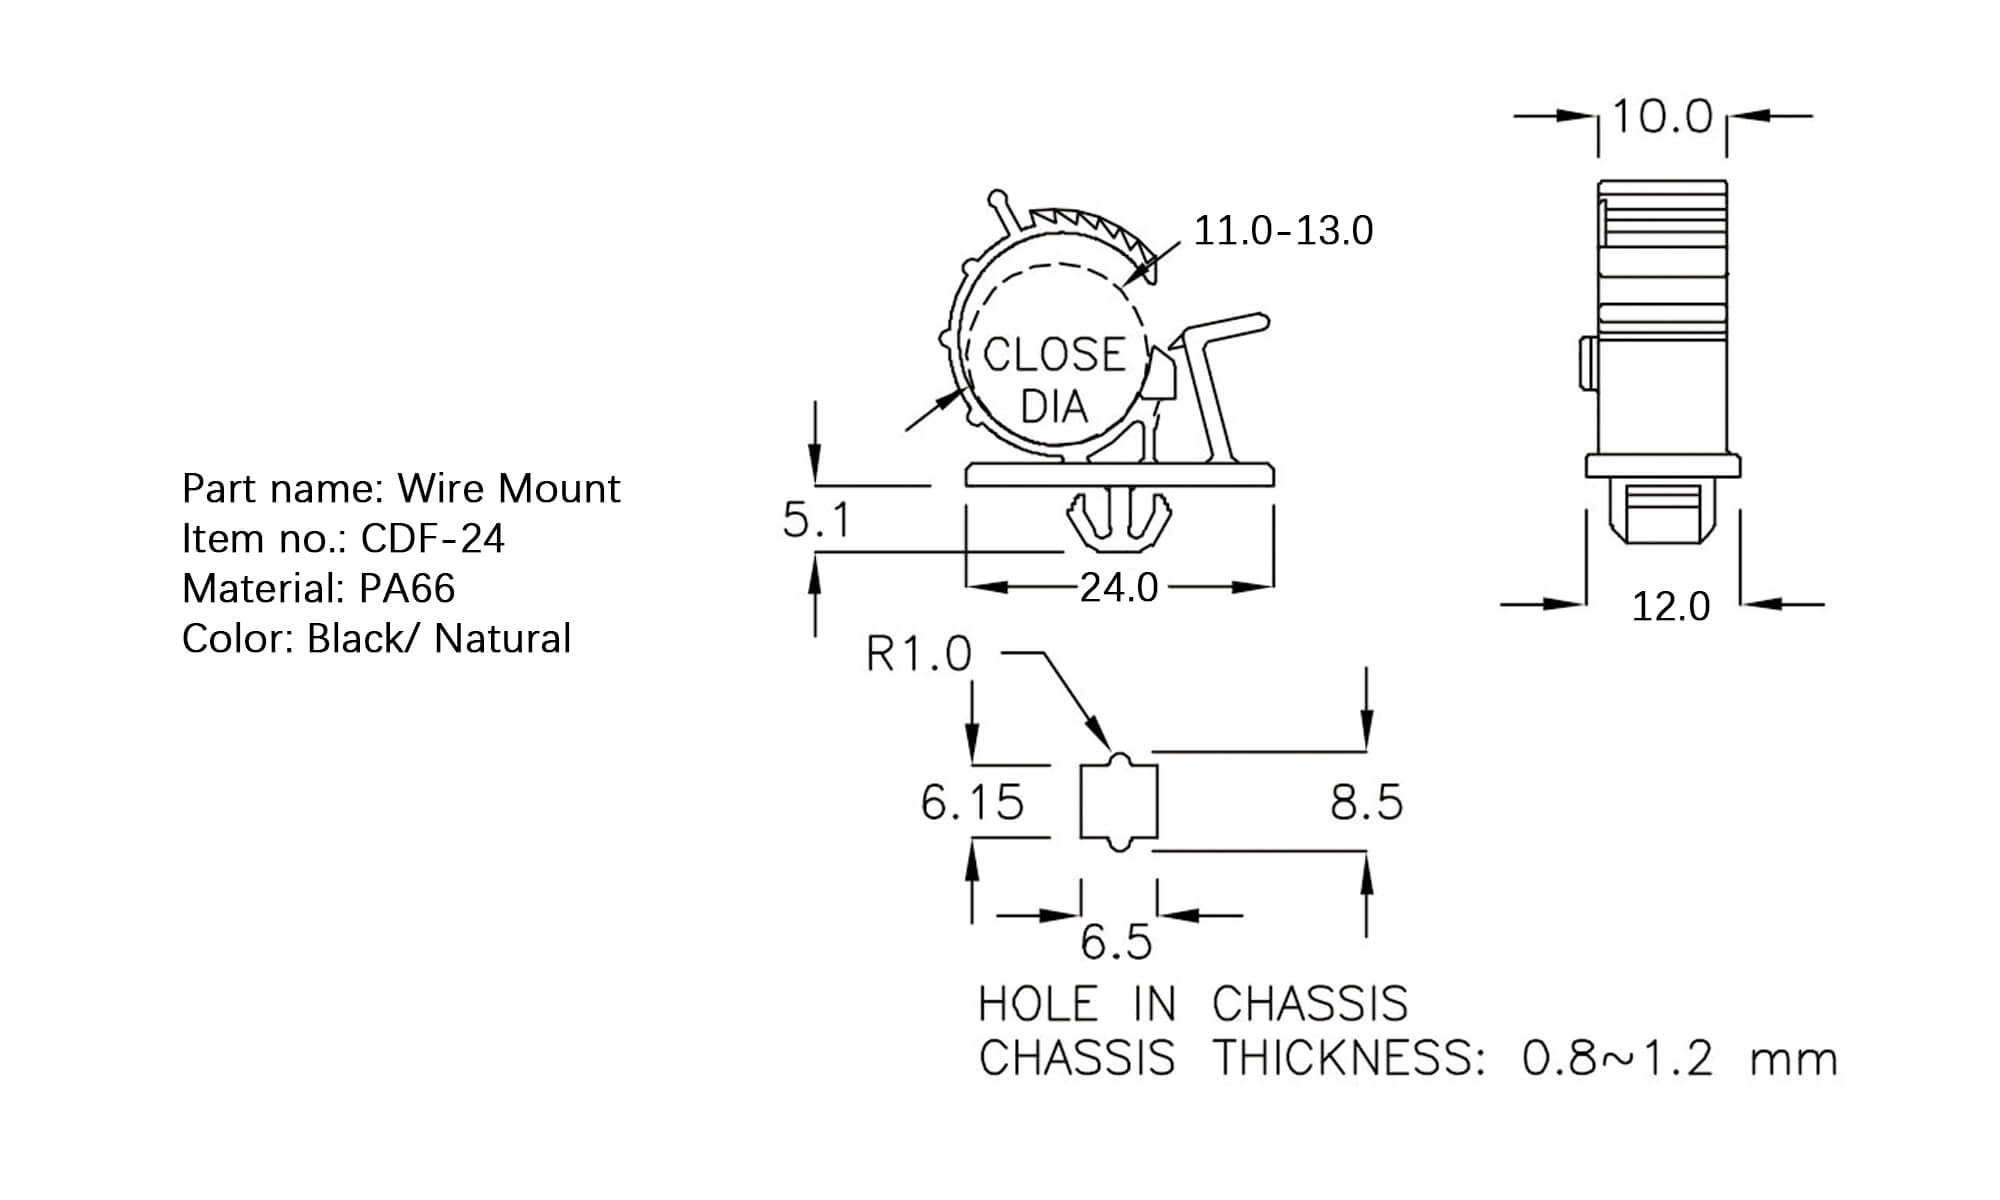 Part name: Wire Mount
Item no.: CDF-24
Material: PA66
Color: Black/ Natural
10.0
11.0-13.0
CLOSE
DIA
5.1
24.0
12.0
R1.0
6.15
8.5
6.5
HOLE IN CHASSIS
CHASSIS THICKNESS: 0.8~1.2 mm